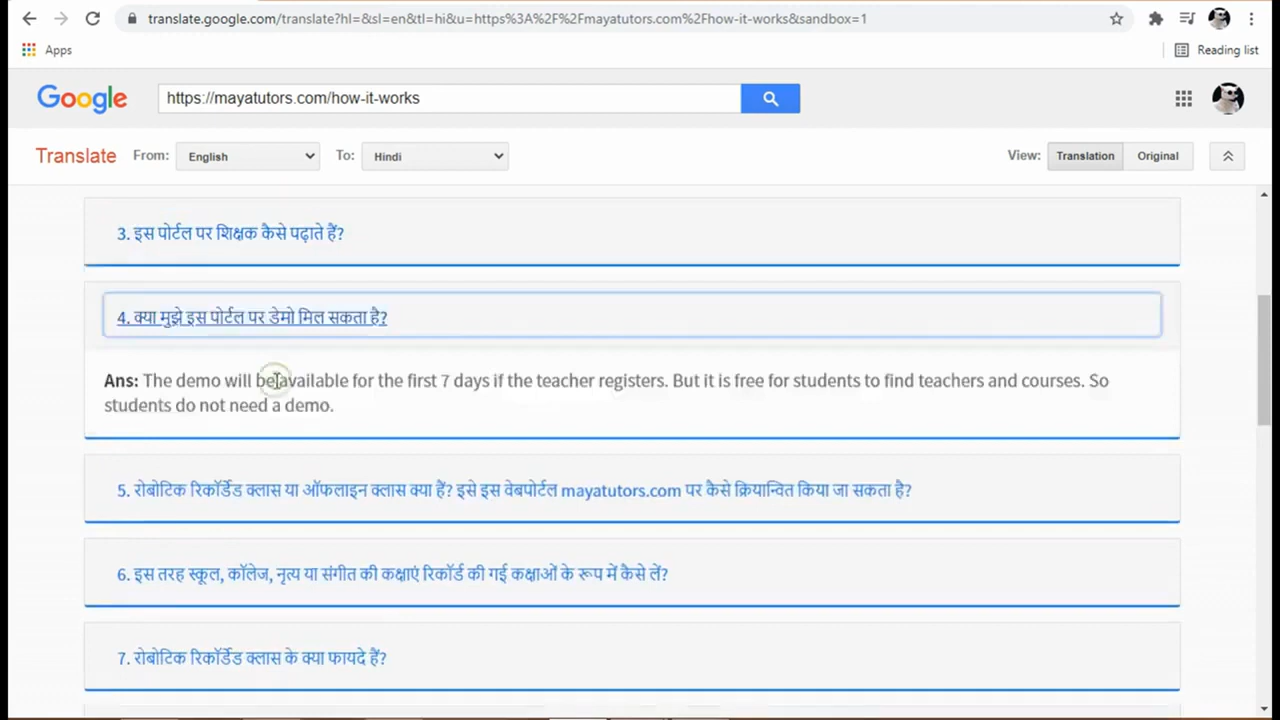 translate.google.com/translate?hl=&sl=en&tl=hi&u=https%3A%2F%2Fmayatutors.com%2Fhow-it-works&sandbox=1
Apps
Reading list
Google
https://mayatutors.com/how-it-works
Translate From: English To: Hindi View: Translation Original
3. इस पोर्टल पर शिक्षक कैसे पढ़ाते हैं?
4. क्या मुझे इस पोर्टल पर डेमो मिल सकता है?
Ans: The demo will be available for the first 7 days if the teacher registers. But it is free for students to find teachers and courses. So
students do not need a demo.
5. रोबोटिक रिकॉर्डेड क्लास या ऑफलाइन क्लास क्या हैं? इसे इस वेबपोर्टल mayatutors.com पर कैसे क्रियान्वित किया जा सकता है?
6. इस तरह स्कूल, कॉलेज, नृत्य या संगीत की कक्षाएं रिकॉर्ड की गई कक्षाओं के रूप में कैसे लें?
7. रोबोटिक रिकॉर्डेड क्लास के क्या फायदे हैं?